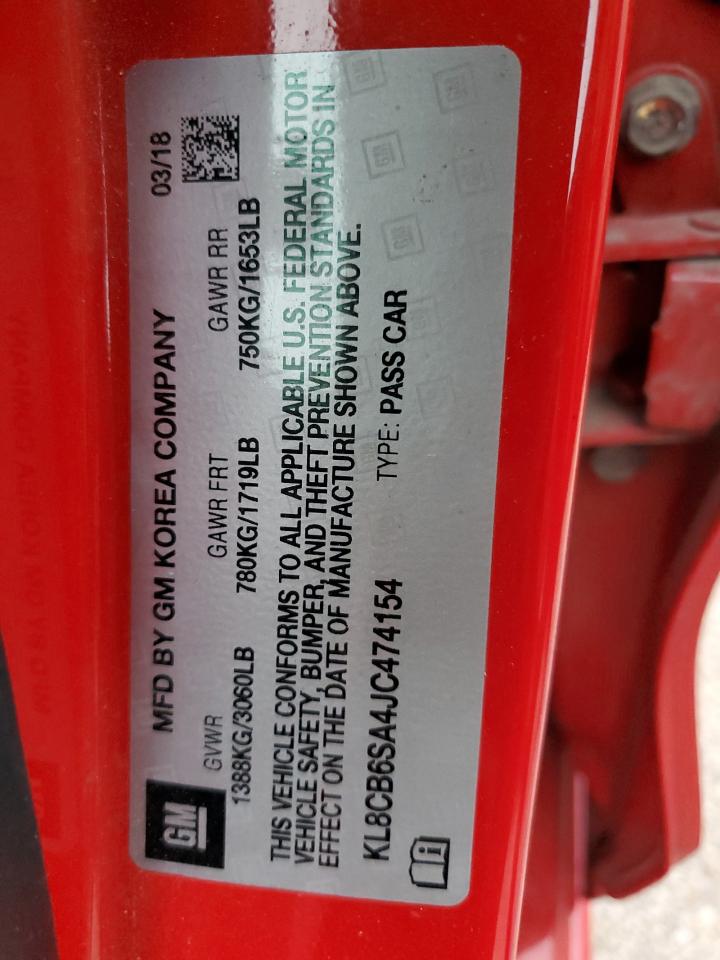 GM
MFD BY GM KOREA COMPANY 03/18
GVWR GAWR FRT GAWR RR
1388KG/3060LB 780KG/1719LB 750KG/1653LB
THIS VEHICLE CONFORMS TO ALL APPLICABLE U.S. FEDERAL MOTOR
VEHICLE SAFETY, BUMPER, AND THEFT PREVENTION STANDARDS IN
EFFECT ON THE DATE OF MANUFACTURE SHOWN ABOVE.
KL8CB6SA4JC474154 TYPE: PASS CAR